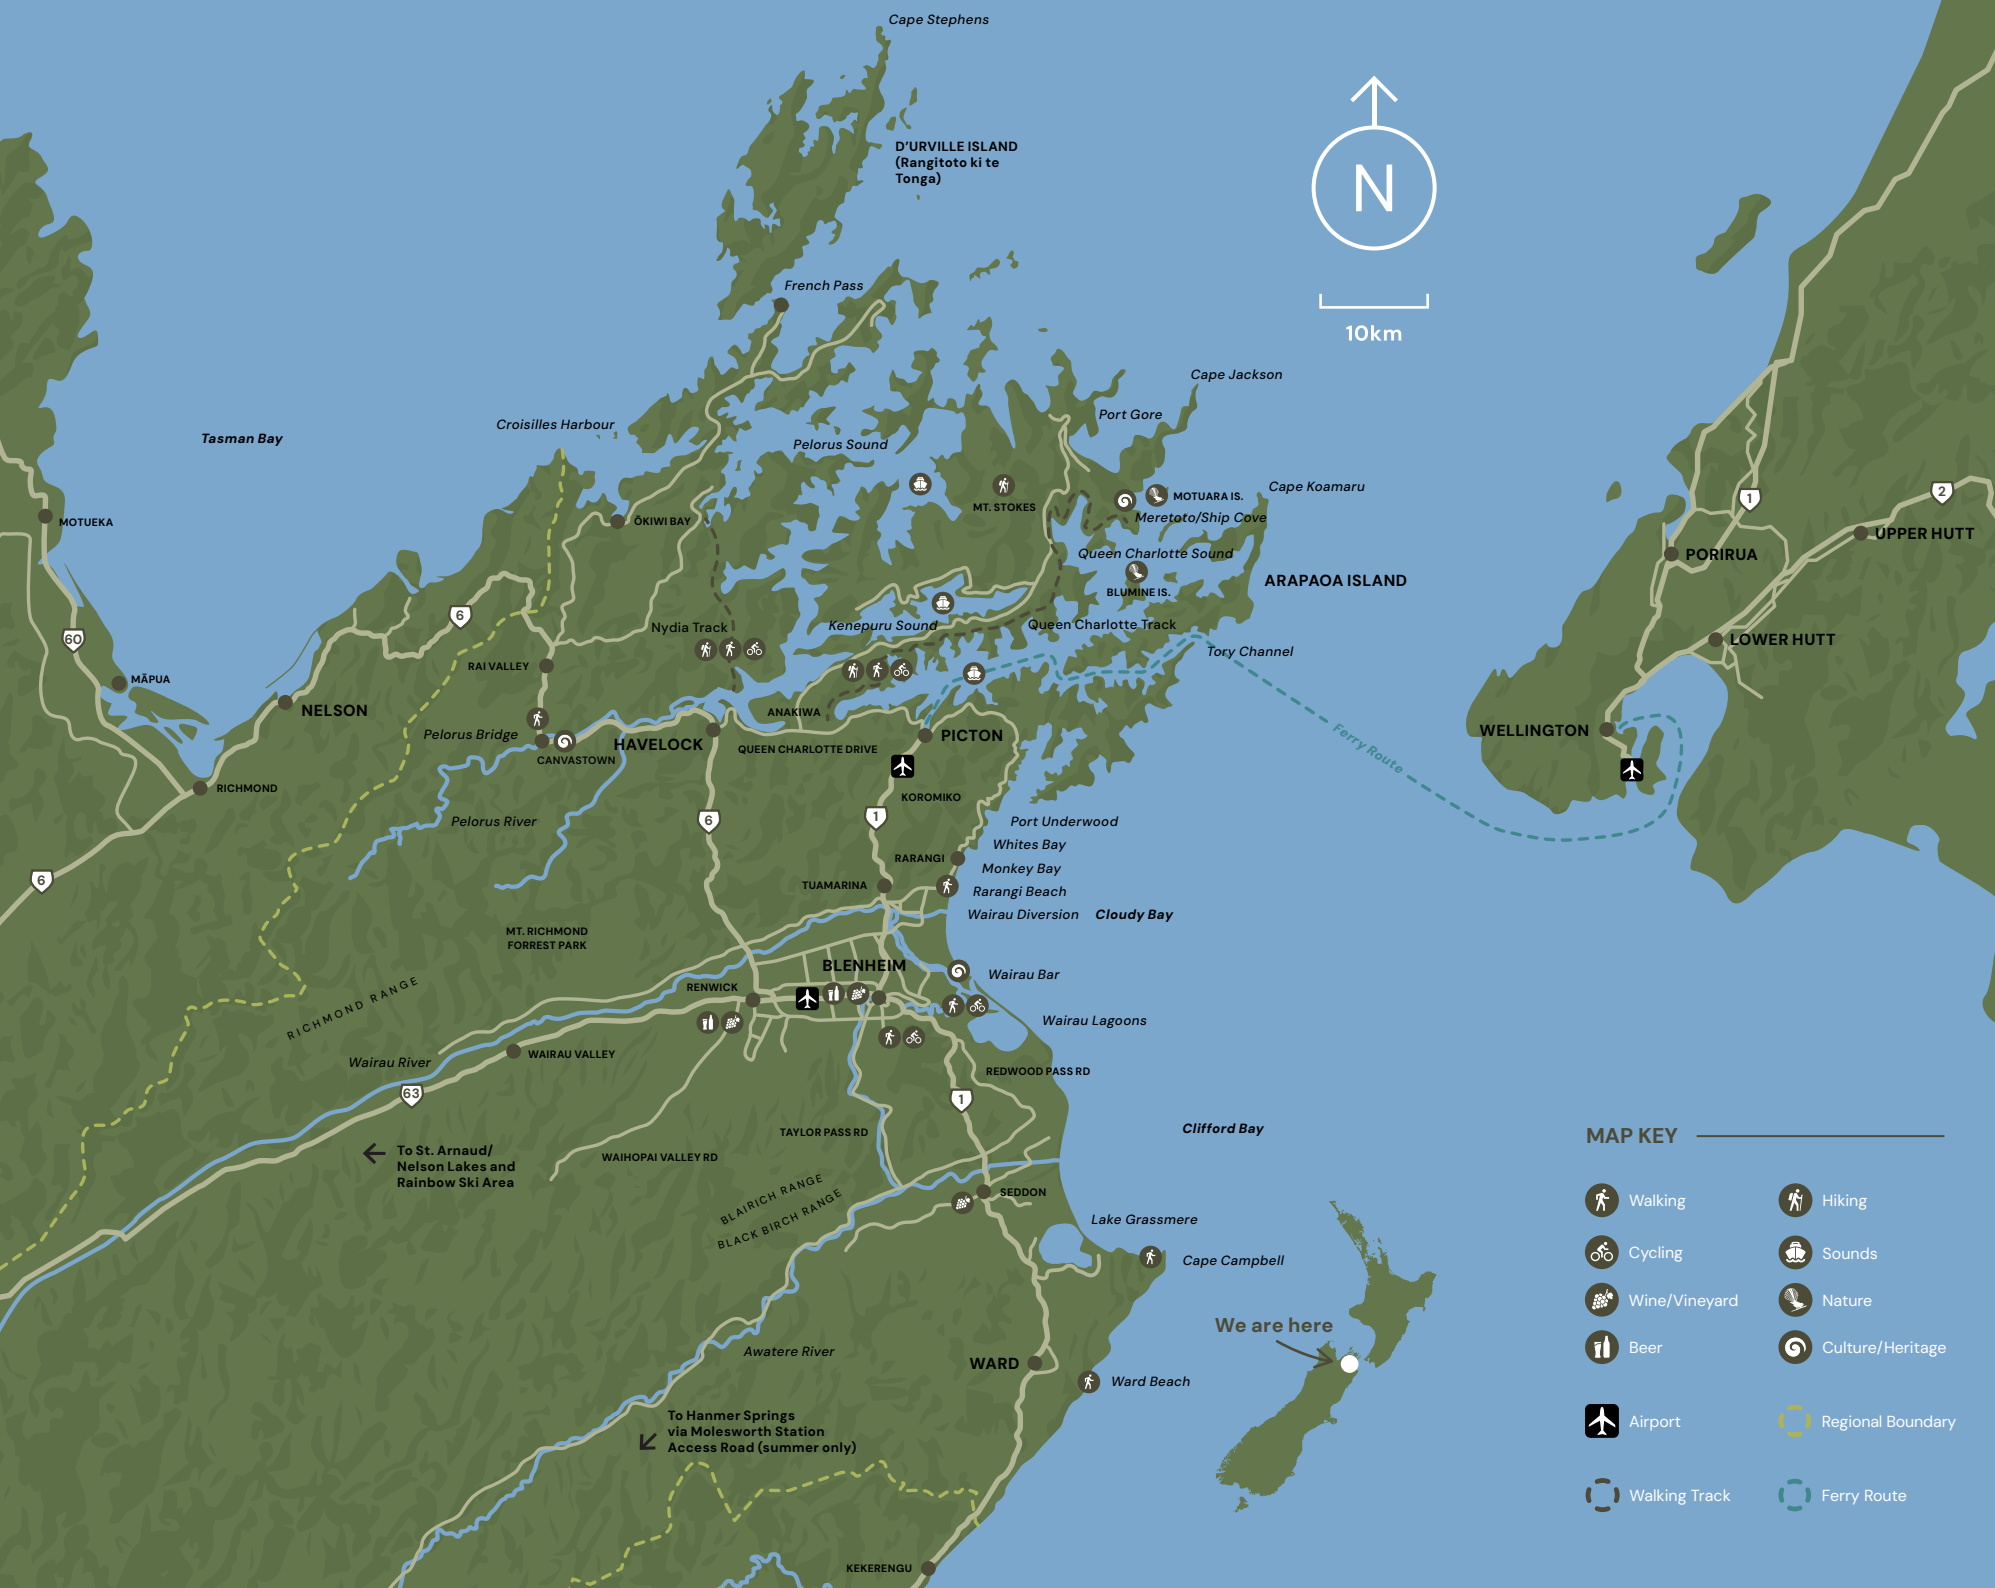 Cape Stephens
D'URVILLE ISLAND
(Rangitoto ki te
Tonga)
N
10km
French Pass
Cape Jackson
Port Gore
Croisilles Harbour
Tasman Bay
Pelorus Sound
Cape Koamaru
MOTUARA IS.
MT. STOKES
Meretoto/Ship Cove
1
2
MOTUEKA
ŌKIWI BAY
UPPER HUTT
PORIRUA
Queen Charlotte Sound
ARAPAOA ISLAND
BLUMINE IS.
6
60
Nydia Track
Kenepuru Sound
Queen Charlotte Track
LOWER HUTT
Tory Channel
RAI VALLEY
MĀPUA
NELSON
ANAKIWA
Pelorus Bridge
HAVELOCK
QUEEN CHARLOTTE DRIVE
PICTON
WELLINGTON
Ferry Route
CANVASTOWN
RICHMOND
KOROMIKO
Pelorus River
6
1
Port Underwood
Whites Bay
RARANGI
Monkey Bay
6
TUAMARINA
Rarangi Beach
Wairau Diversion
Cloudy Bay
MT. RICHMOND
FORREST PARK
BLENHEIM
Wairau Bar
RENWICK
RICHMOND RANGE
Wairau Lagoons
Wairau River
WAIRAU VALLEY
REDWOOD PASS RD
63
1
TAYLOR PASS RD
Clifford Bay
To St. Arnaud/
Nelson Lakes and
Rainbow Ski Area
WAIHOPAI VALLEY RD
BLAIRICH RANGE
BLACK BIRCH RANGE
SEDDON
Lake Grassmere
Cape Campbell
Awatere River
WARD
Ward Beach
To Hanmer Springs
via Molesworth Station
Access Road (summer only)
KEKERENGU
We are here
MAP KEY
Walking
Hiking
Cycling
Sounds
Wine/Vineyard
Nature
Beer
Culture/Heritage
Airport
Regional Boundary
Walking Track
Ferry Route